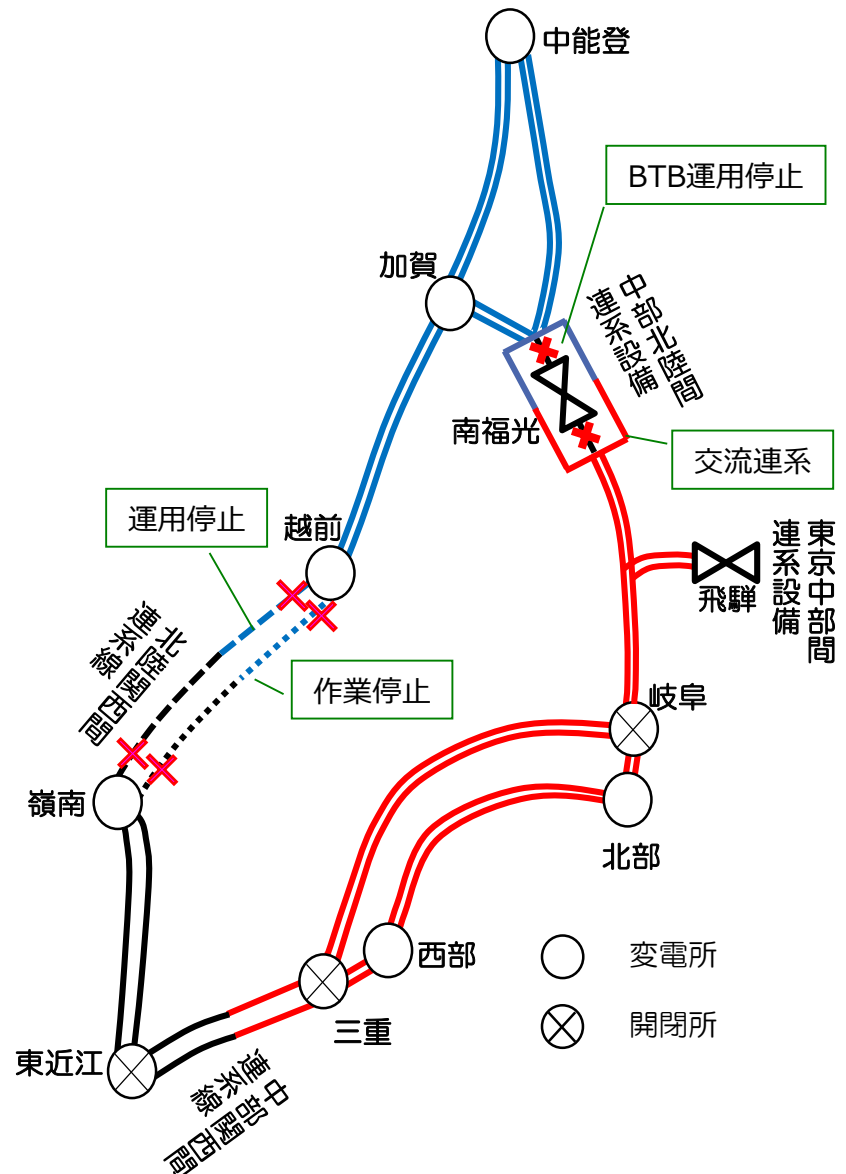 中能登
BTB運用停止
加賀
中部北陸間
連系設備
南福光
交流連系
運用停止
越前
東京中部間
連系設備
飛騨
北陸関西間
連系線
作業停止
岐阜
嶺南
北部
西部
変電所
三重
開閉所
東近江
中部関西間
連系線